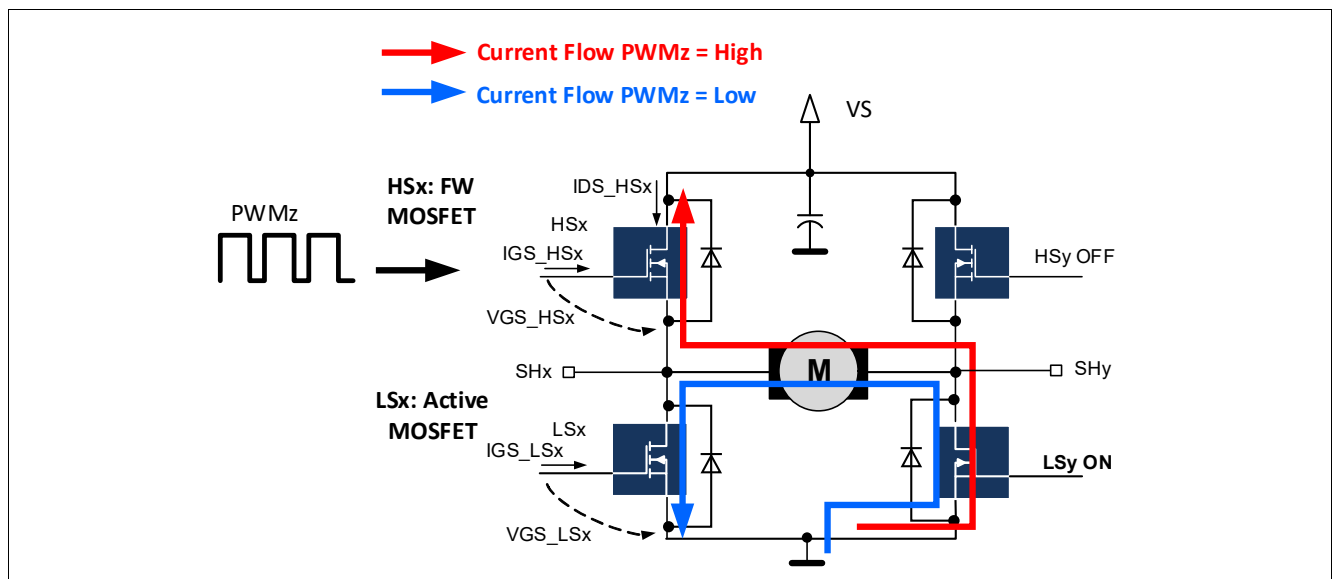 Current Flow PWMz = High
Current Flow PWMz = Low
VS
PWMz
HSx: FW
MOSFET
IDS_HSx
HSx
IGS_HSx
VGS_HSx
HSy OFF
SHx
M
SHy
LSx: Active
MOSFET
LSx
IGS_LSx
VGS_LSx
LSy ON